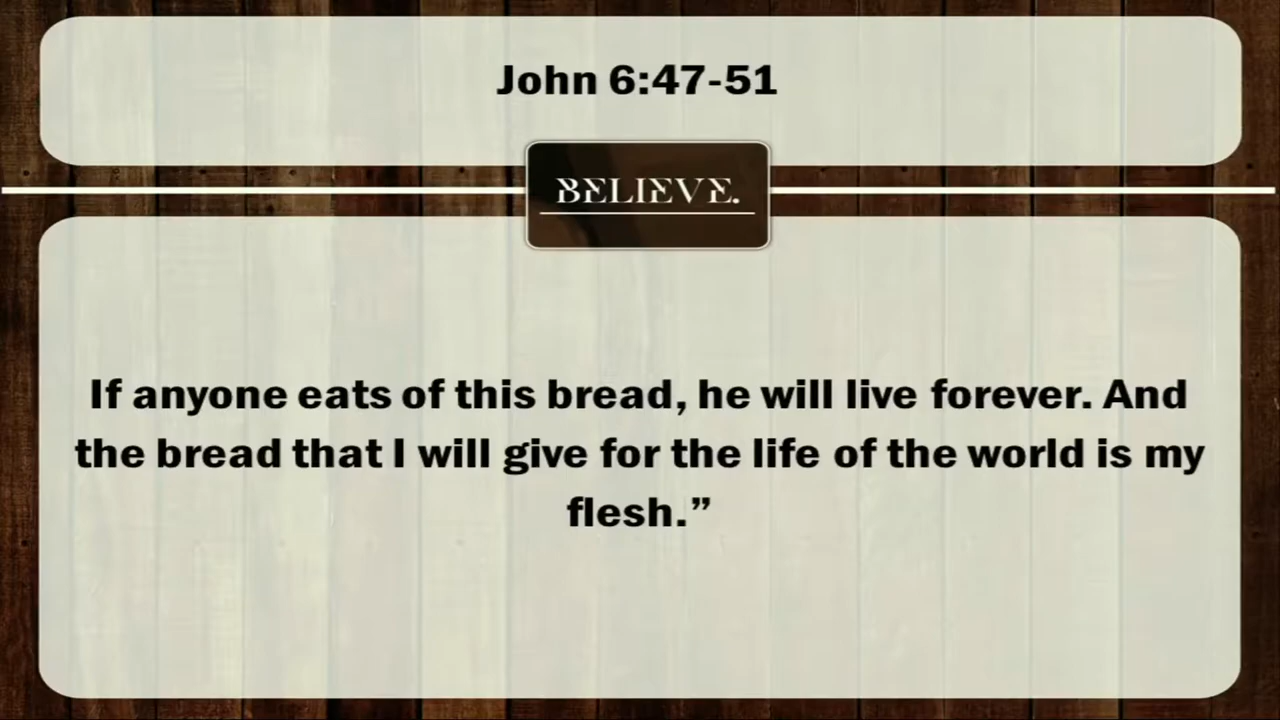 John 6:47-51
BELIEVE.
If anyone eats of this bread, he will live forever. And
the bread that I will give for the life of the world is my
flesh.”